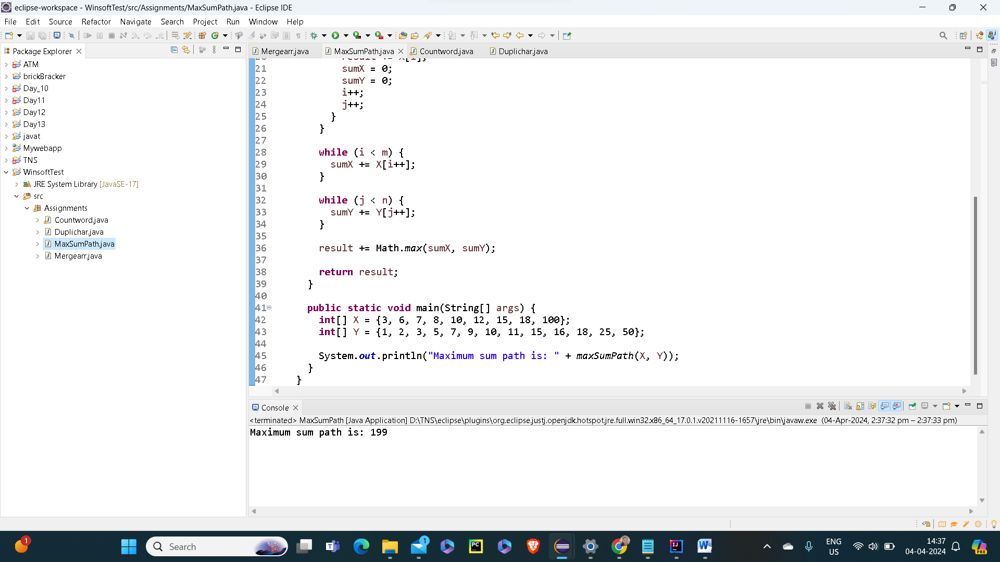 eclipse-workspace - WinsoftTest/src/Assignments/MaxSumPath.java - Eclipse IDE
File Edit Source Refactor Navigate Search Project Run Window Help
Package Explorer
ATM
brickBracker
Day_10
Day11
Day12
Day13
javat
Mywebapp
TNS
WinsoftTest
JRE System Library [JavaSE-17]
src
Assignments
Countword.java
Duplichar.java
MaxSumPath.java
Mergearr.java
Mergearr.java MaxSumPath.java Countword.java Duplichar.java
21 sumX = 0;
22 sumY = 0;
23 i++;
24 j++;
25 }
26 }
27
28 while (i < m) {
29 sumX += X[i++];
30 }
31
32 while (j < n) {
33 sumY += Y[j++];
34 }
35
36 result += Math.max(sumX, sumY);
37
38 return result;
39 }
40
41 public static void main(String[] args) {
42 int[] X = {3, 6, 7, 8, 10, 12, 15, 18, 100};
43 int[] Y = {1, 2, 3, 5, 7, 9, 10, 11, 15, 16, 18, 25, 50};
44
45 System.out.println("Maximum sum path is: " + maxSumPath(X, Y));
46 }
47 }
Console
<terminated> MaxSumPath [Java Application] D:\TNS\eclipse\plugins\org.eclipse.justj.openjdk.hotspot.jre.full.win32.x86_64_17.0.1.v20211116-1657\jre\bin\javaw.exe (04-Apr-2024, 2:37:32 pm – 2:37:33 pm)
Maximum sum path is: 199
1
Search
1
PC
IJ
W
ENG
US
14:37
04-04-2024
PRE